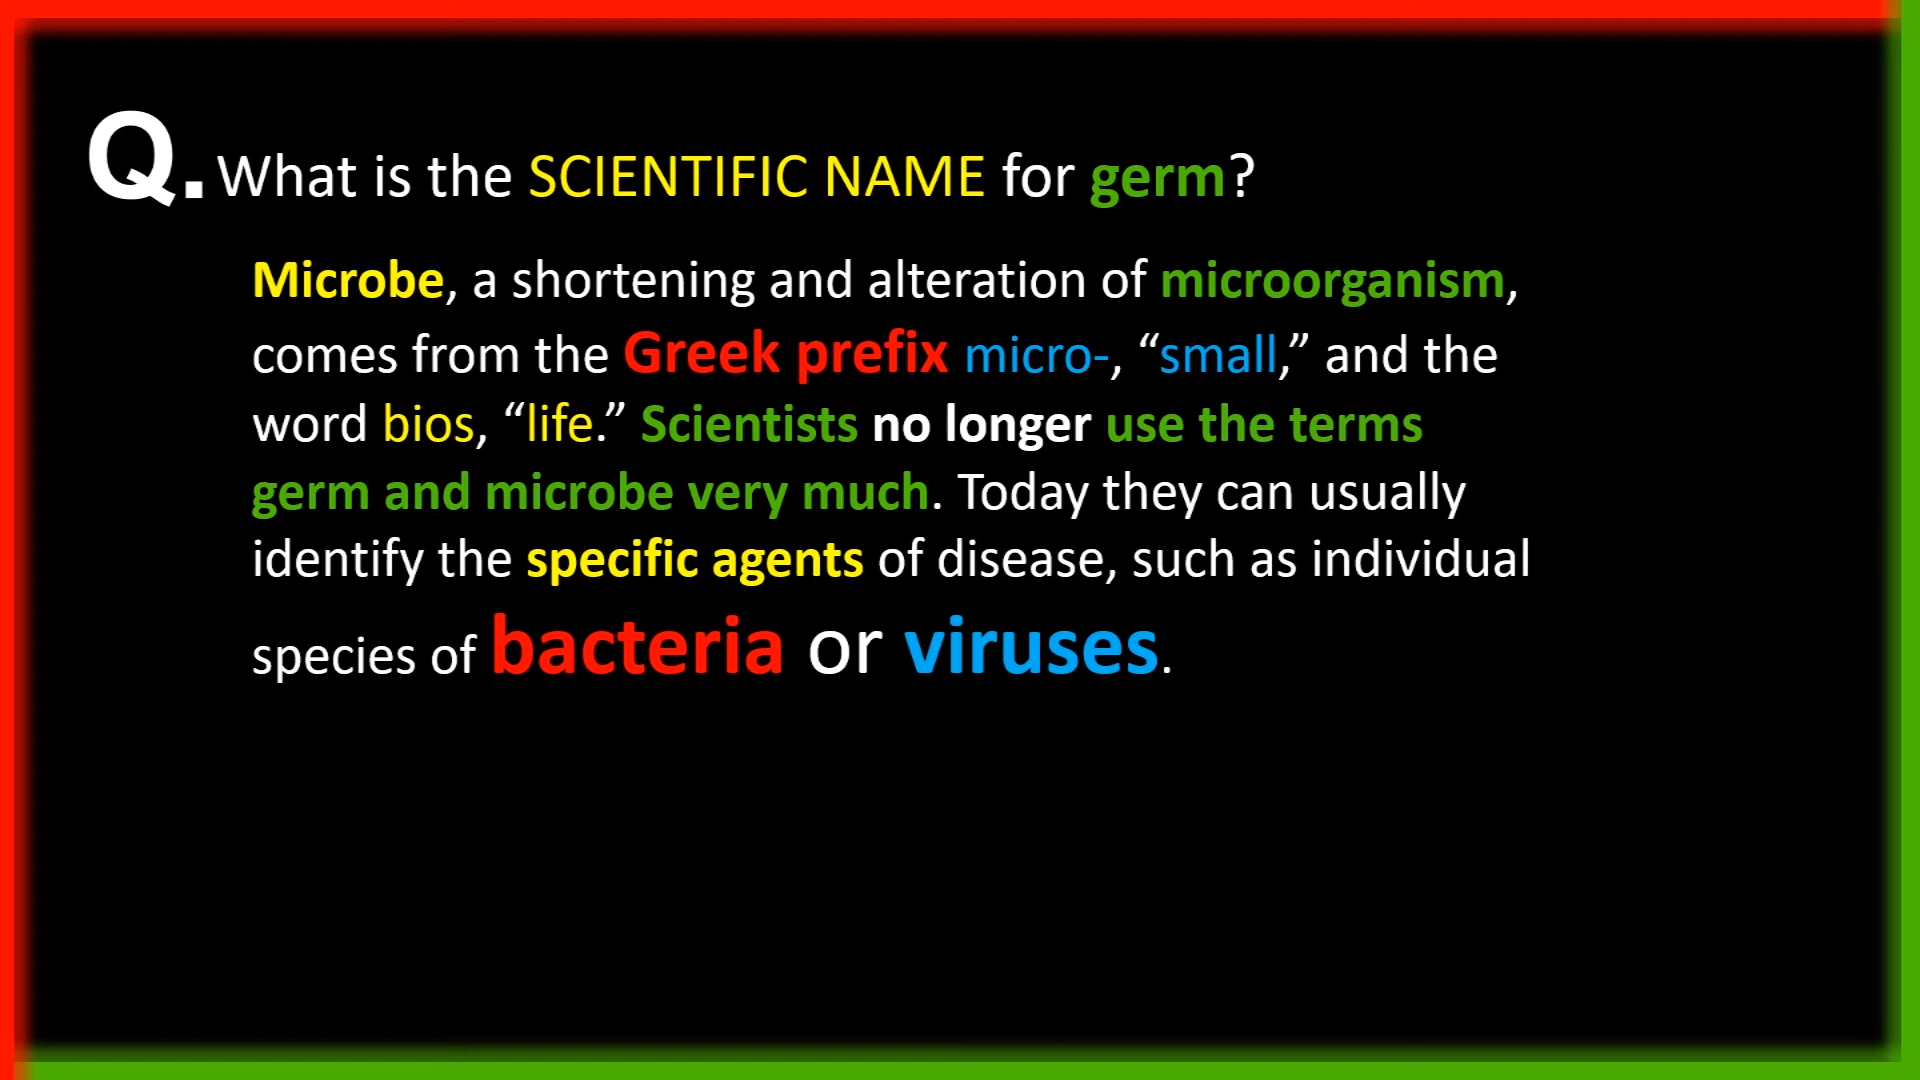 Q. What is the SCIENTIFIC NAME for germ?
Microbe, a shortening and alteration of microorganism,
comes from the Greek prefix micro-, “small,” and the
word bios, “life.” Scientists no longer use the terms
germ and microbe very much. Today they can usually
identify the specific agents of disease, such as individual
species of bacteria or viruses.